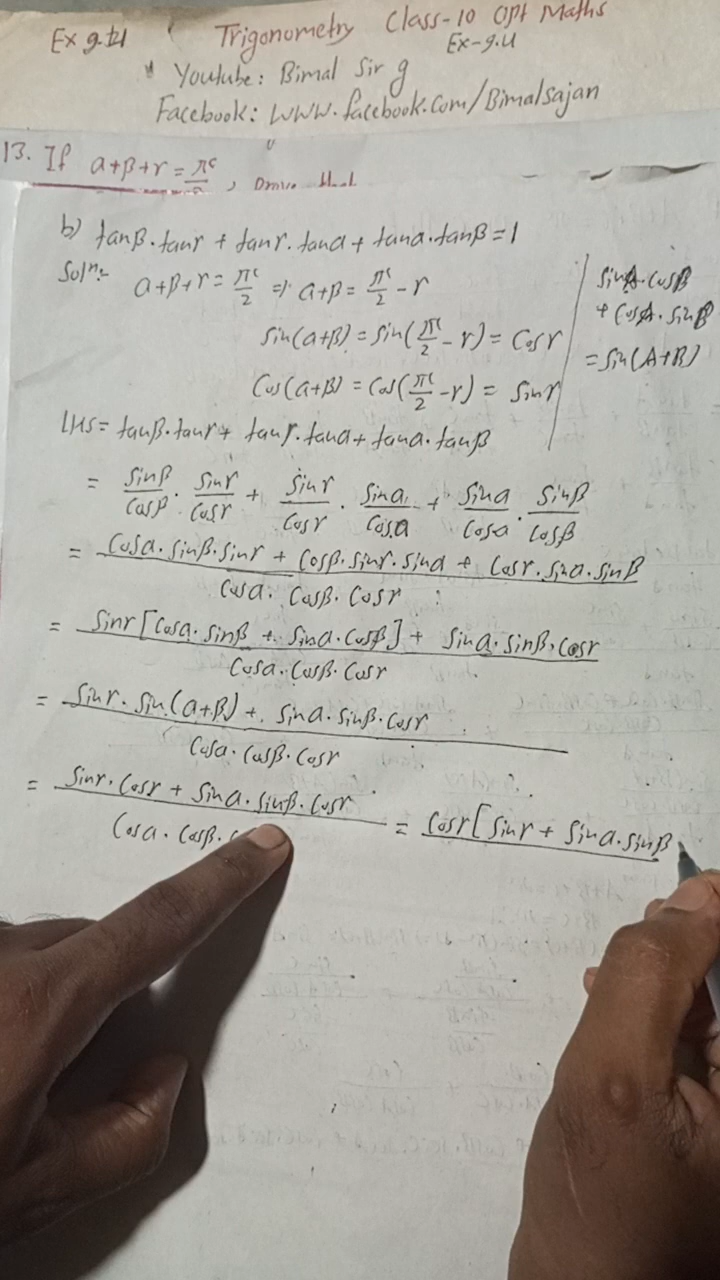 Ex 9.4 Trigonometry Class-10 Opt Maths
Ex-9.4
Youtube: Bimal Sir g
Facebook: WWW.facebook.com/Bimalsajan
13. If α+β+γ = π^c/2, Prove that
b) tanβ.tanγ + tanγ.tanα + tanα.tanβ = 1
Solⁿ:- α+β+γ = π^c/2 ⇒ α+β = π^c/2 - γ
sin(α+β) = sin(π^c/2 - γ) = Cosγ
Cos(α+β) = Cos(π^c/2 - γ) = sinγ
SinA.CosB
+ CosA.SinB
= Sin(A+B)
LHS = tanβ.tanγ + tanγ.tanα + tanα.tanβ
= sinβ/Cosβ . sinγ/Cosγ + sinγ/Cosγ . sinα/Cosα + sinα/Cosα . sinβ/Cosβ
= Cosα.sinβ.sinγ + Cosβ.sinγ.sinα + Cosγ.sinα.sinβ
Cosα.Cosβ.Cosγ
= sinγ[Cosα.sinβ + sinα.Cosβ] + sinα.sinβ.Cosγ
Cosα.Cosβ.Cosγ
= sinγ.sin(α+β) + sinα.sinβ.Cosγ
Cosα.Cosβ.Cosγ
= sinγ.Cosγ + sinα.sinβ.Cosγ = Cosγ[sinγ + sinα.sinβ
Cosα.Cosβ.